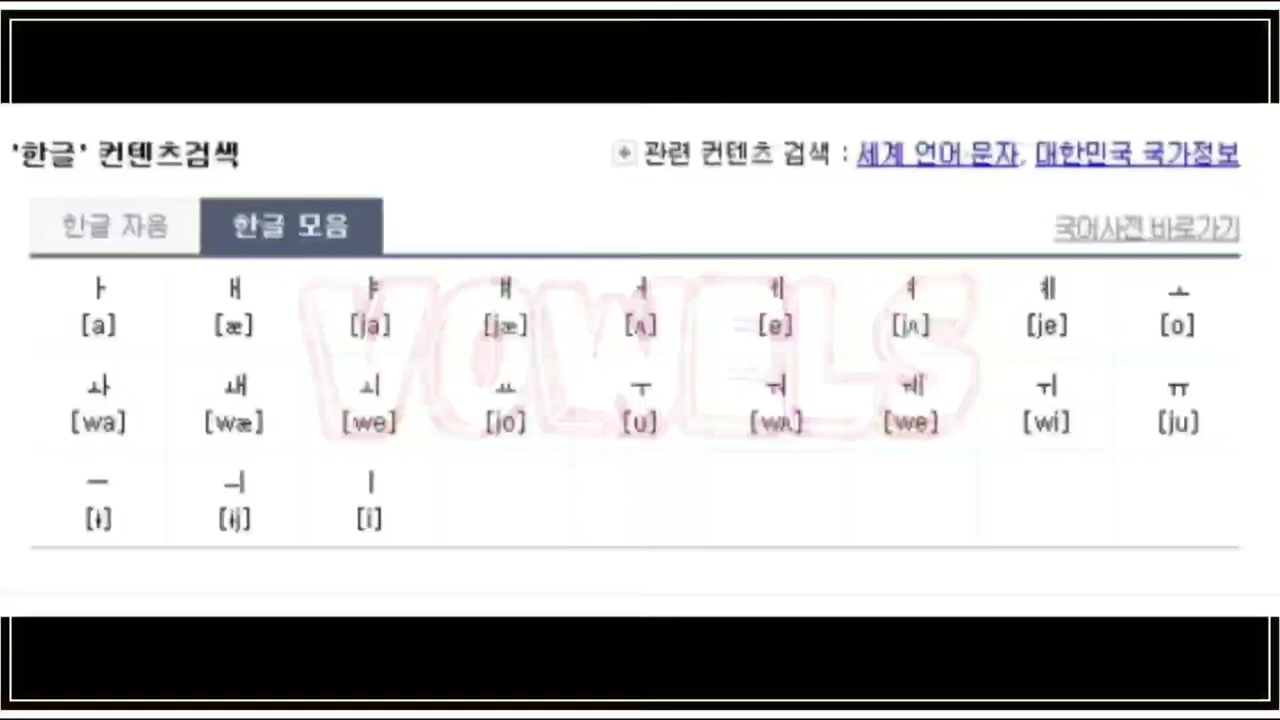 '한글' 컨텐츠검색
관련 컨텐츠 검색 : 세계 언어·문자, 대한민국 국가정보
한글 자음 한글 모음 국어사전 바로가기
VOWELS
ㅏ ㅐ ㅑ ㅒ ㅓ ㅔ ㅕ ㅖ ㅗ
[a] [æ] [ja] [jæ] [ʌ] [e] [jʌ] [je] [o]
ㅘ ㅙ ㅚ ㅛ ㅜ ㅝ ㅞ ㅟ ㅠ
[wa] [wæ] [we] [jo] [u] [wʌ] [we] [wi] [ju]
ㅡ ㅢ ㅣ
[ɨ] [ɨj] [i]